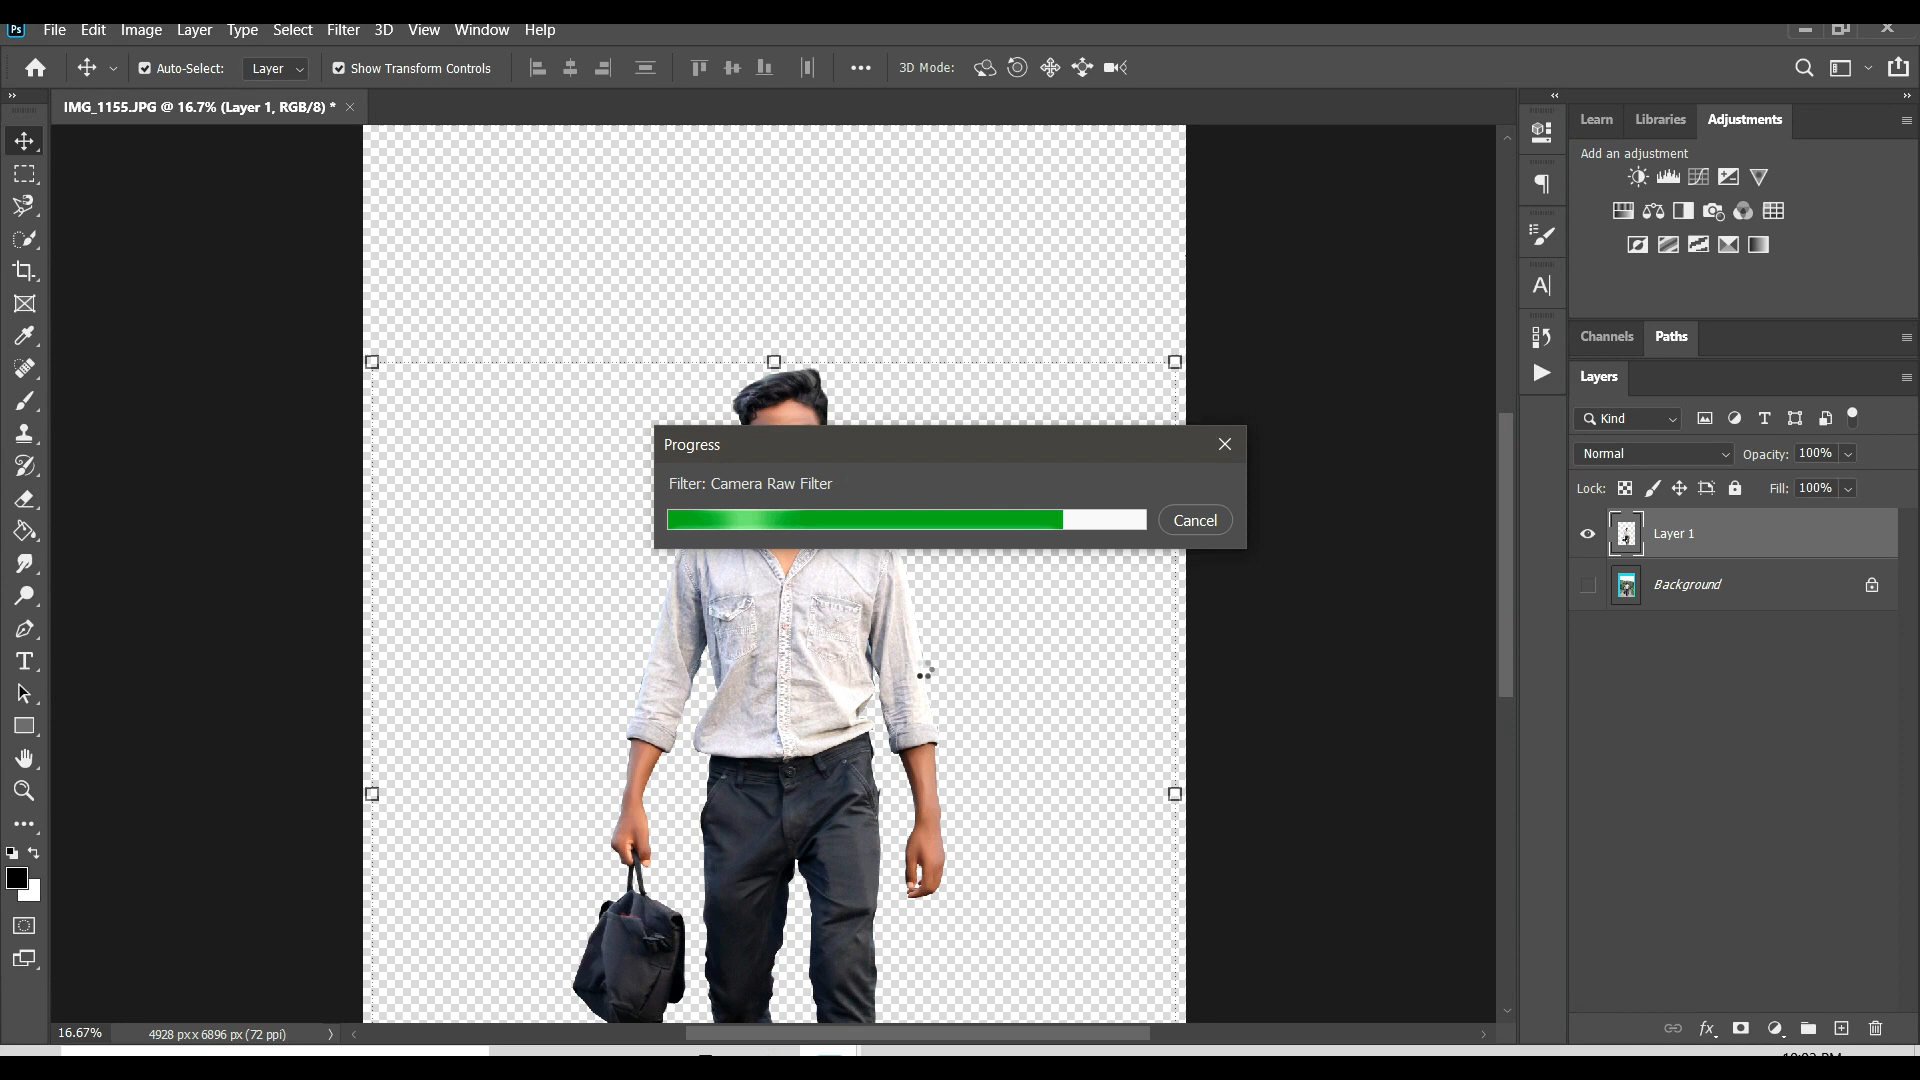 Ps File Edit Image Layer Type Select Filter 3D View Window Help
Auto-Select: Layer Show Transform Controls 3D Mode:
IMG_1155.JPG @ 16.7% (Layer 1, RGB/8) *
Learn Libraries Adjustments
Add an adjustment
Channels Paths
Layers
Kind
Normal Opacity: 100%
Lock: Fill: 100%
Layer 1
Background
Progress
Filter: Camera Raw Filter
Cancel
16.67% 4928 px x 6896 px (72 ppi)